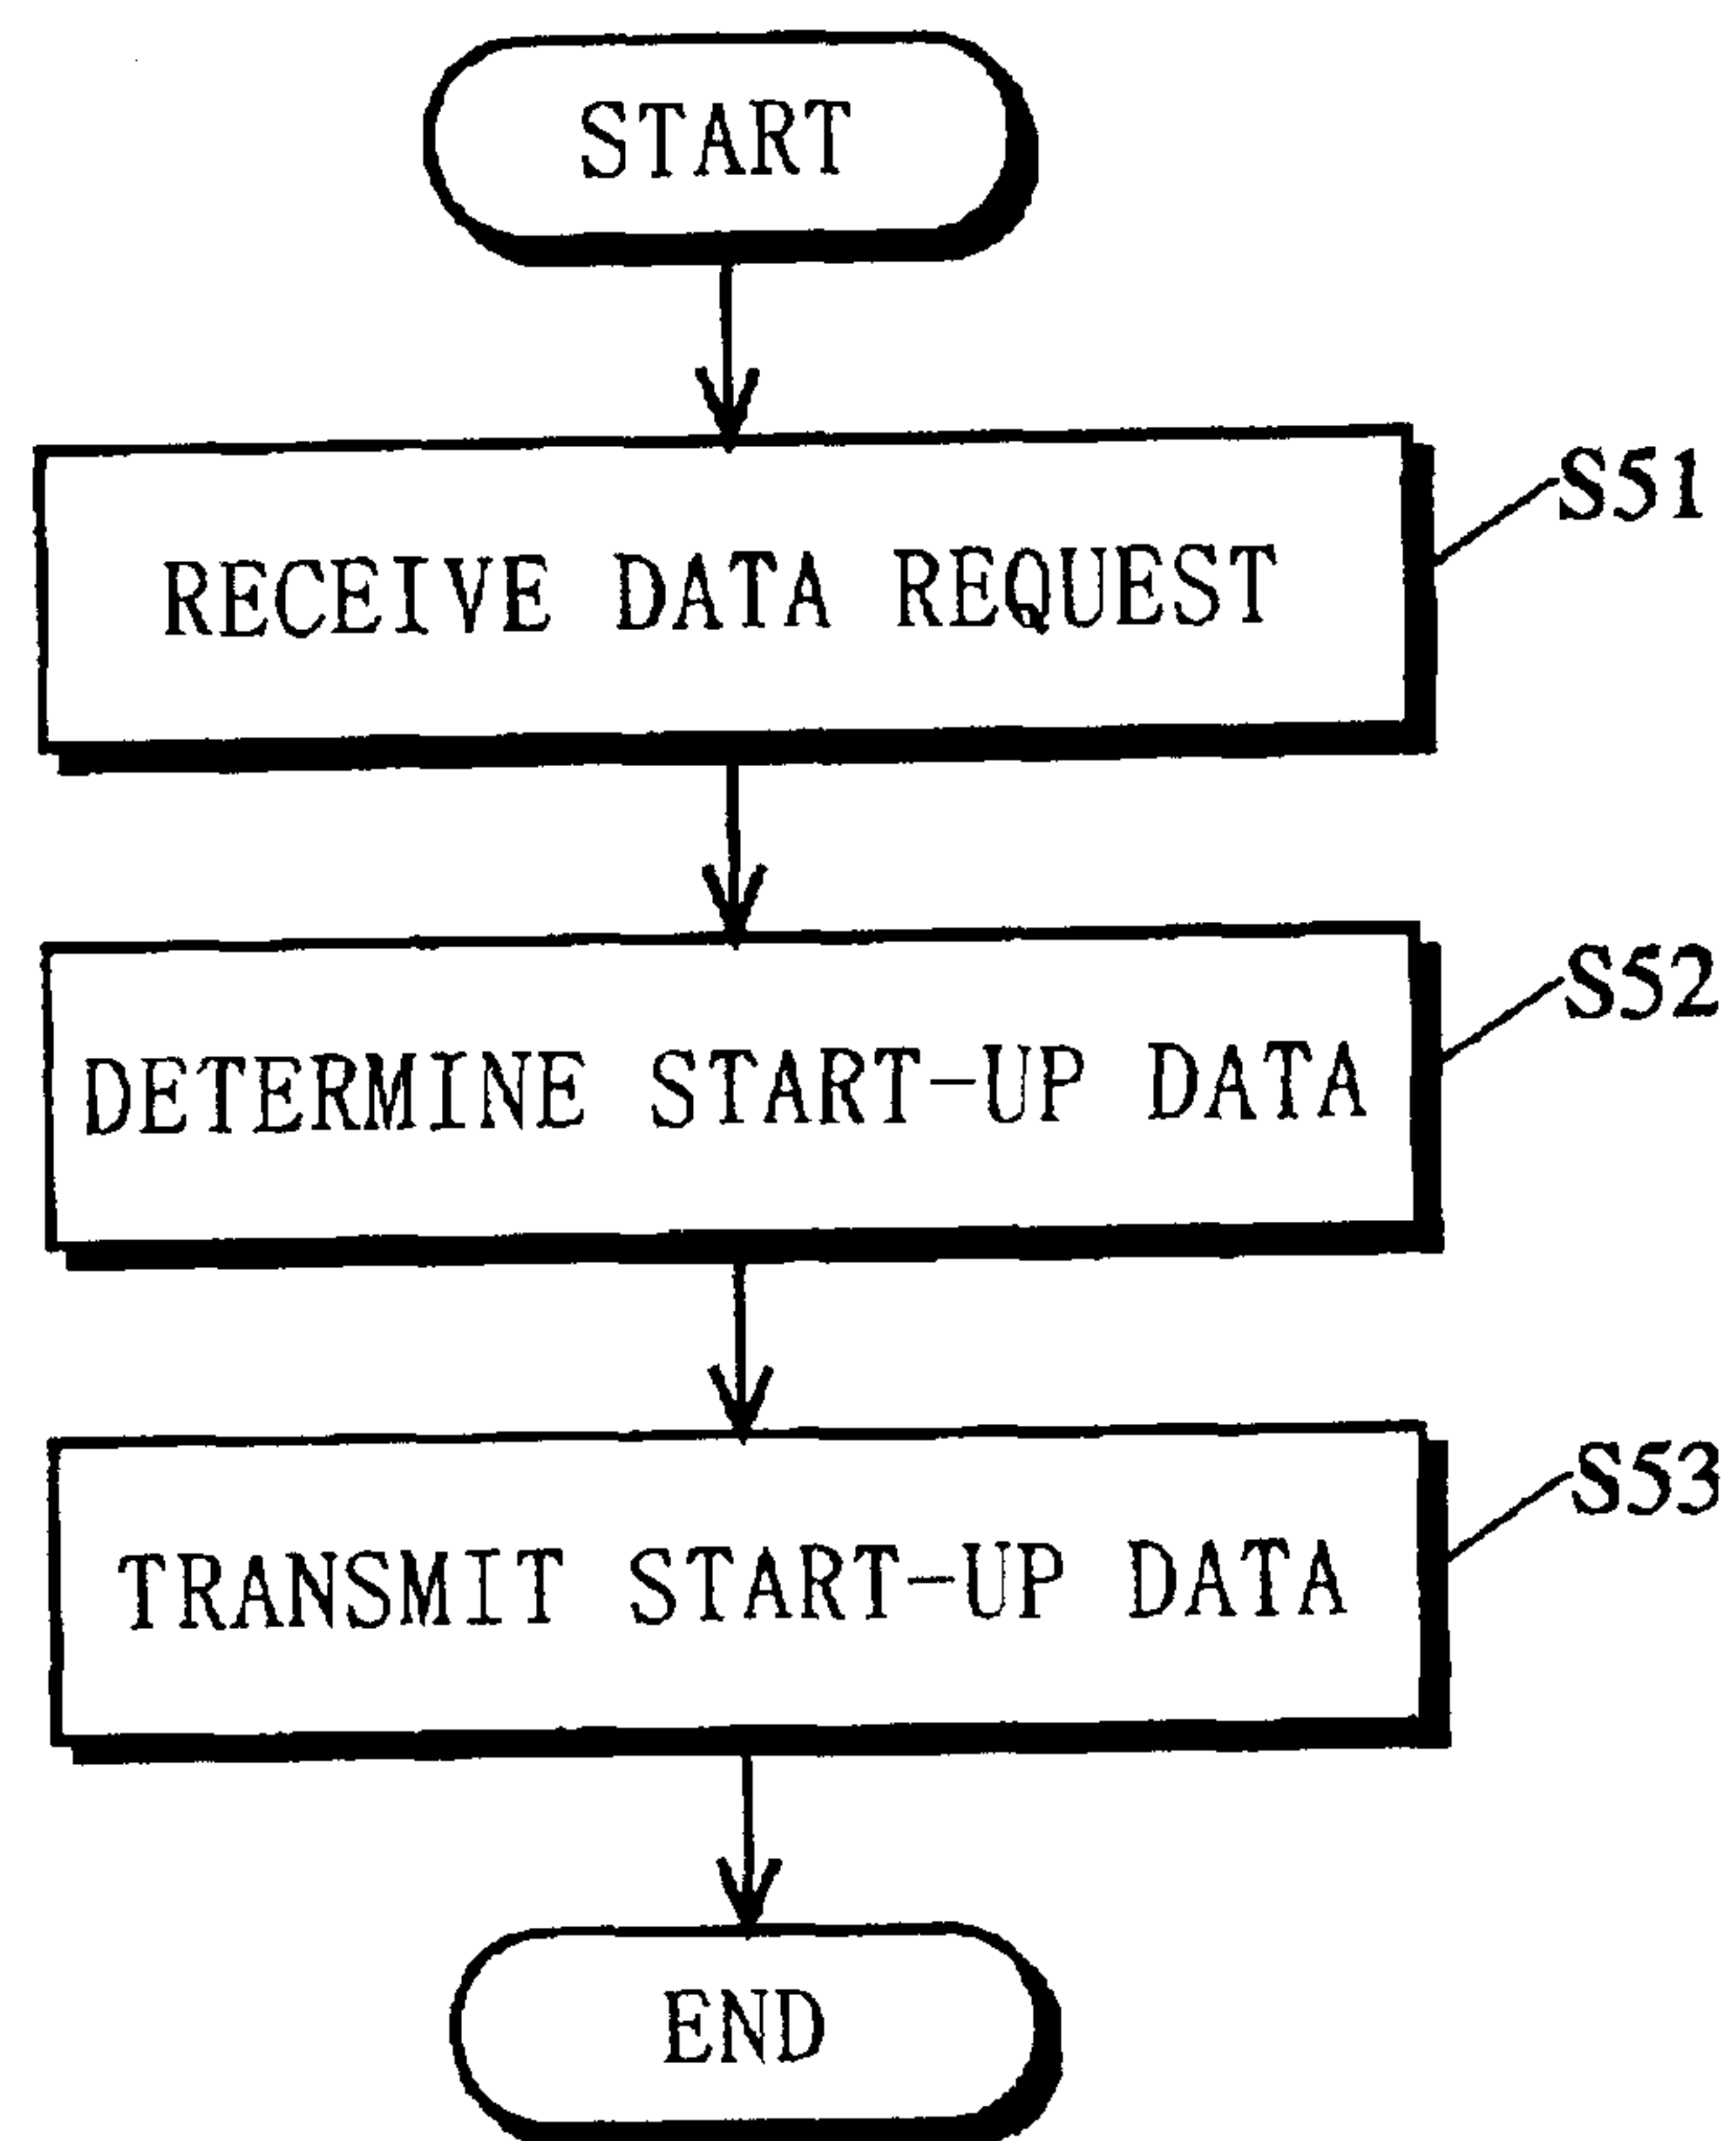 START
RECEIVE DATA REQUEST
S51
DETERMINE START-UP DATA
S52
TRANSMIT START-UP DATA
S53
END